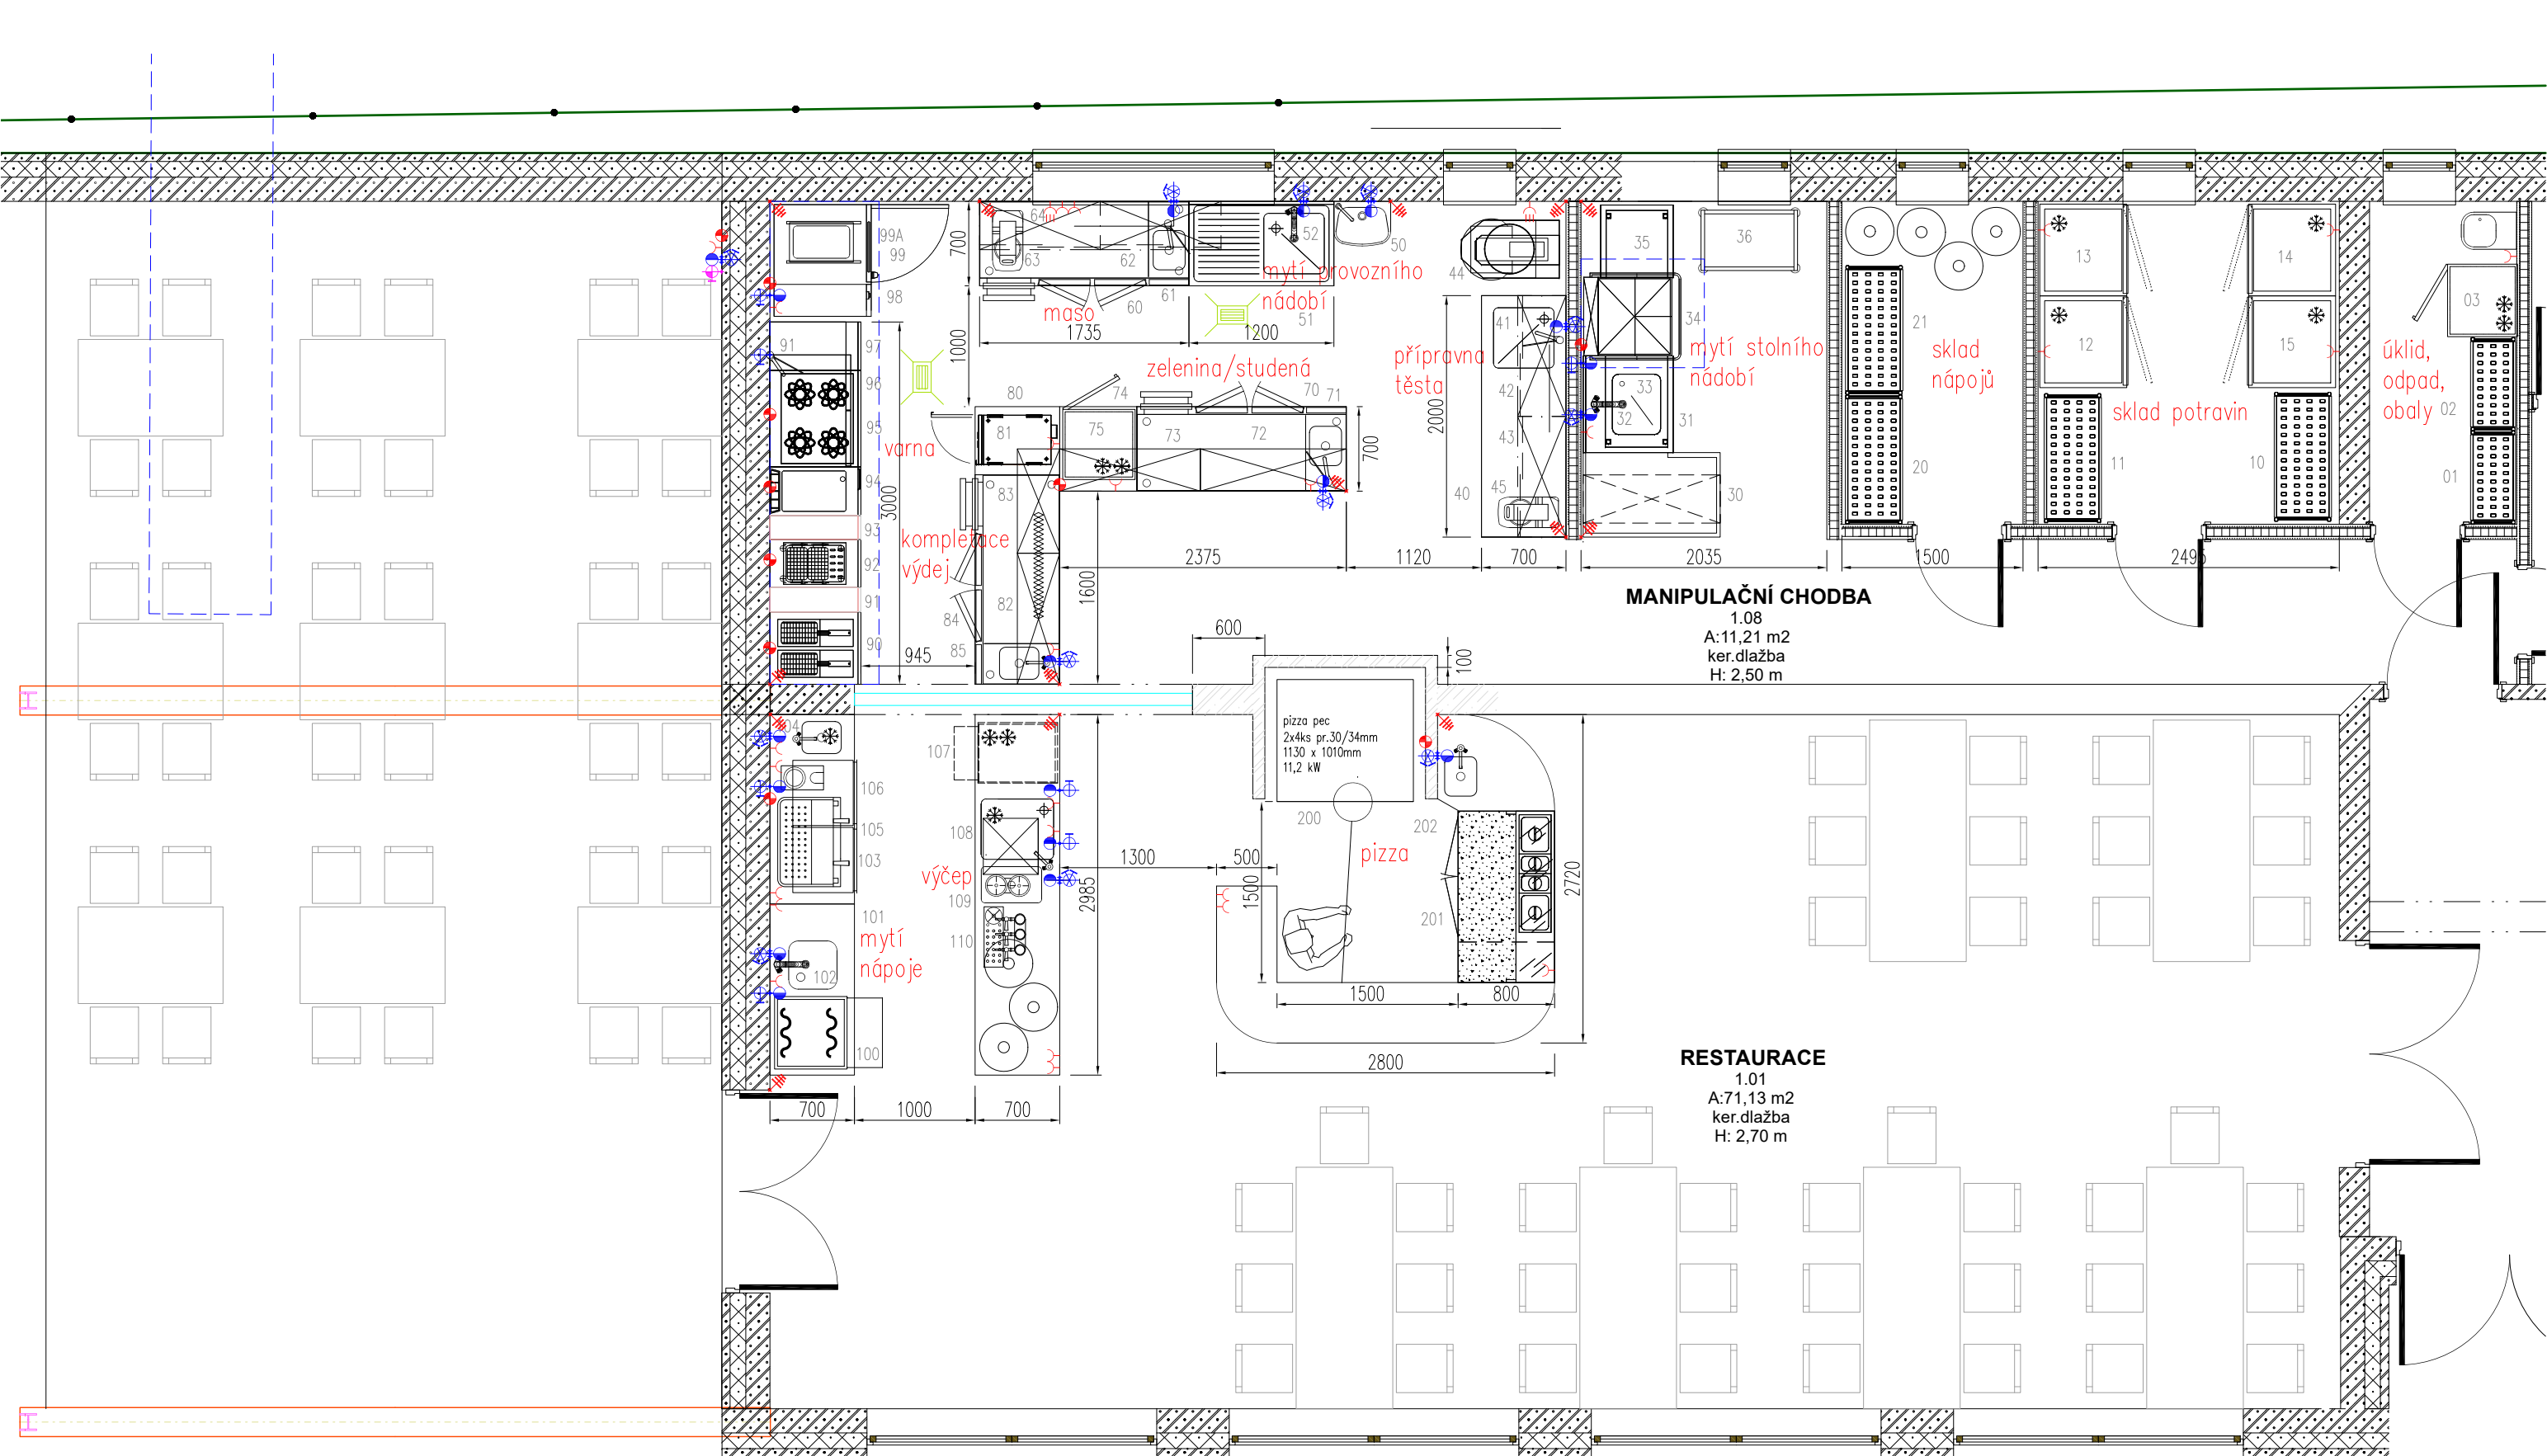 99A
99
98
97
91
96
95
94
93
92
91
90
varna
kompletace
výdej
3000
945
700
1000
64
63
62
61
60
maso
1735
52
50
mytí provozního
nádobí
51
1200
zelenina/studená
80
81
74
75
73
72
70
71
700
83
82
84
85
2375
1600
1120
44
41
42
43
45
40
přípravna
těsta
2000
700
35
36
34
33
32
31
30
mytí stolního
nádobí
2035
21
20
sklad
nápojů
1500
13
14
12
15
11
10
sklad potravin
2495
03
02
01
úklid,
odpad,
obaly
MANIPULAČNÍ CHODBA
1.08
A:11,21 m2
ker.dlažba
H: 2,50 m
600
100
pizza pec
2x4ks pr.30/34mm
1130 x 1010mm
11,2 kW
200
202
201
pizza
1300
500
1500
2720
1500
800
2800
104
106
105
103
101
102
100
mytí
nápoje
107
108
109
110
výčep
2985
700
1000
700
RESTAURACE
1.01
A:71,13 m2
ker.dlažba
H: 2,70 m